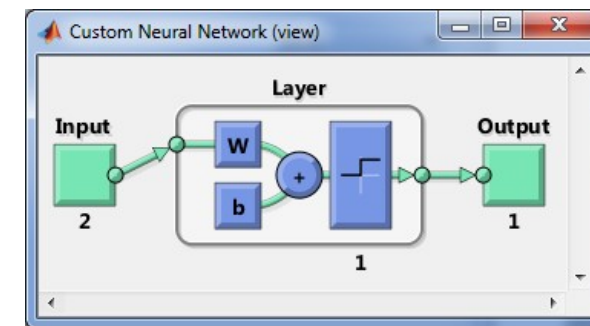 Custom Neural Network (view)
Layer
Input
Output
W
+
b
2
1
1